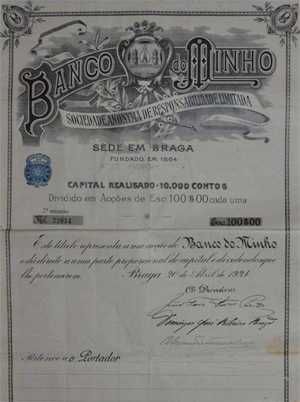 BANCO do MINHO
SOCIEDADE ANONYMA DE RESPONSABILIDADE LIMITADA
SÉDE EM BRAGA
FUNDADO EM 1864
CAPITAL REALISADO-10.000 CONTOS
Dividido em Acções de Esc 100$00 cada uma
Esc 100$00
Este titulo representa uma acção do Banco do Minho
e dá direito a uma parte proporcional do capital e dividendos que
lhe pertencerem. Braga 20 de Abril de 1921
Os Directores
Pertence a o Portador